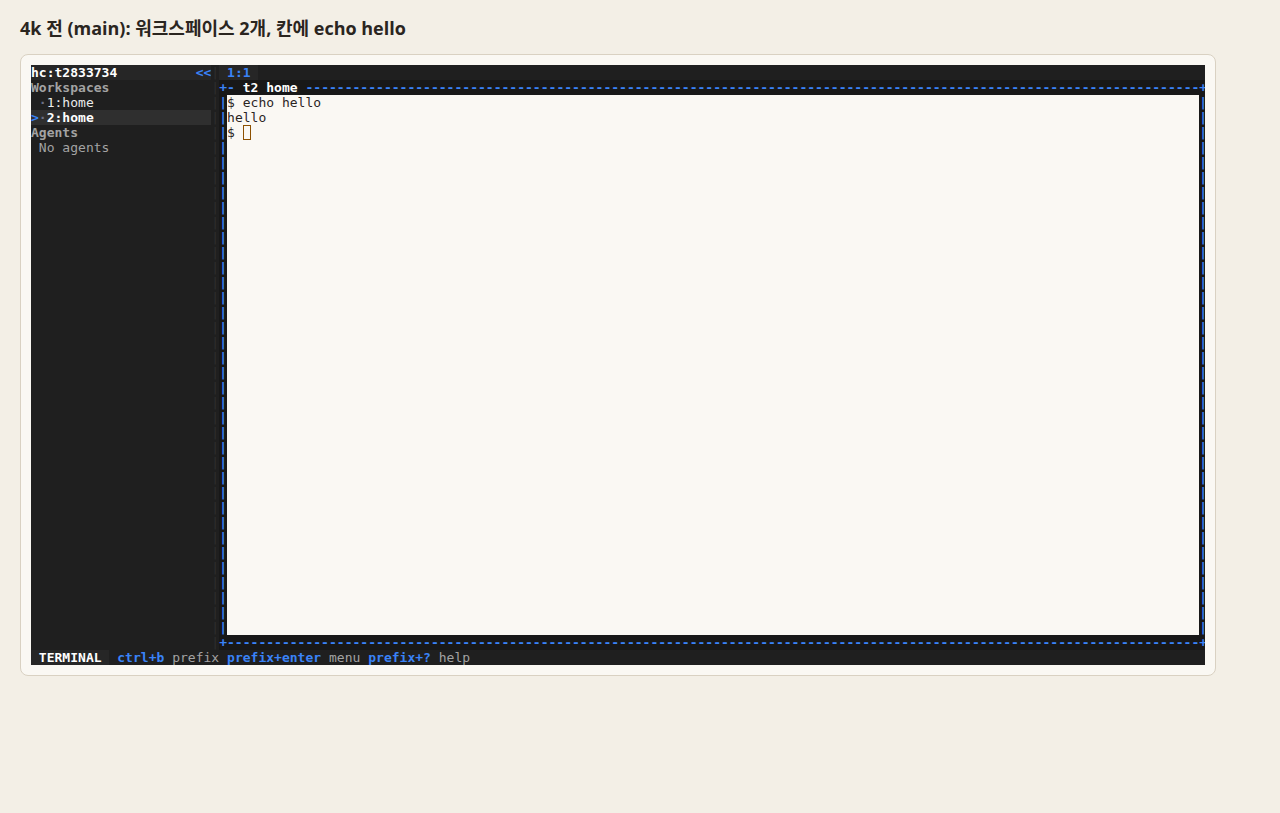 4k 전 (main): 워크스페이스 2개, 칸에 echo hello
hc:t2833734 << 1:1
Workspaces
+- t2 home -
·1:home
$ echo hello
>·2:home
hello
Agents
$
No agents
TERMINAL ctrl+b prefix prefix+enter menu prefix+? help